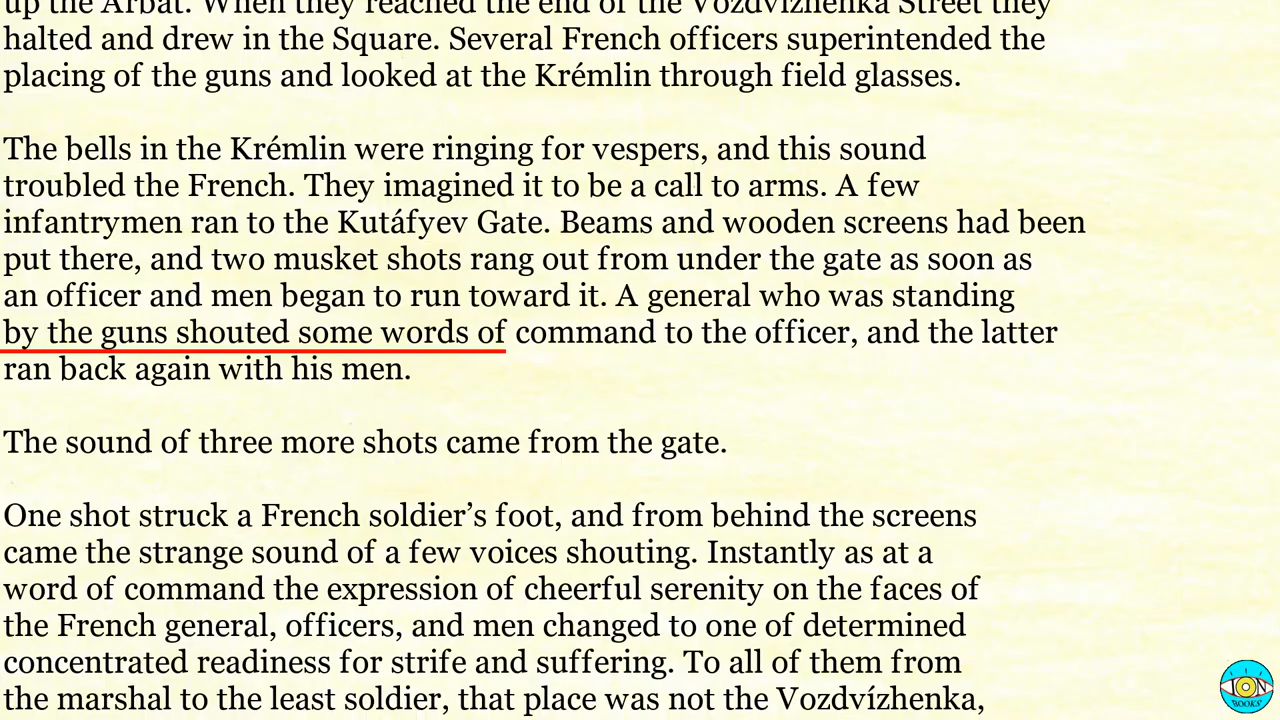 up the Arbát. When they reached the end of the Vozdvízhenka Street they
halted and drew in the Square. Several French officers superintended the
placing of the guns and looked at the Krémlin through field glasses.
The bells in the Krémlin were ringing for vespers, and this sound
troubled the French. They imagined it to be a call to arms. A few
infantrymen ran to the Kutáfyev Gate. Beams and wooden screens had been
put there, and two musket shots rang out from under the gate as soon as
an officer and men began to run toward it. A general who was standing
by the guns shouted some words of command to the officer, and the latter
ran back again with his men.
The sound of three more shots came from the gate.
One shot struck a French soldier’s foot, and from behind the screens
came the strange sound of a few voices shouting. Instantly as at a
word of command the expression of cheerful serenity on the faces of
the French general, officers, and men changed to one of determined
concentrated readiness for strife and suffering. To all of them from
the marshal to the least soldier, that place was not the Vozdvízhenka,
ION
BOOKS